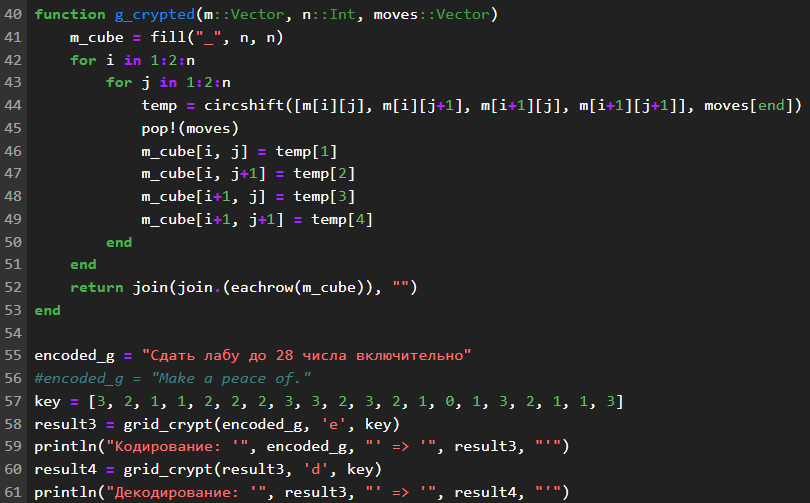 40 function g_crypted(m::Vector, n::Int, moves::Vector)
41     m_cube = fill("_", n, n)
42     for i in 1:2:n
43         for j in 1:2:n
44             temp = circshift([m[i][j], m[i][j+1], m[i+1][j], m[i+1][j+1]], moves[end])
45             pop!(moves)
46             m_cube[i, j] = temp[1]
47             m_cube[i, j+1] = temp[2]
48             m_cube[i+1, j] = temp[3]
49             m_cube[i+1, j+1] = temp[4]
50         end
51     end
52     return join(join.(eachrow(m_cube)), "")
53 end
54
55 encoded_g = "Сдать лабу до 28 числа включительно"
56 #encoded_g = "Make a peace of."
57 key = [3, 2, 1, 1, 2, 2, 2, 3, 3, 2, 3, 2, 1, 0, 1, 3, 2, 1, 1, 3]
58 result3 = grid_crypt(encoded_g, 'e', key)
59 println("Кодирование: '", encoded_g, "' => '", result3, "'")
60 result4 = grid_crypt(result3, 'd', key)
61 println("Декодирование: '", result3, "' => '", result4, "'")